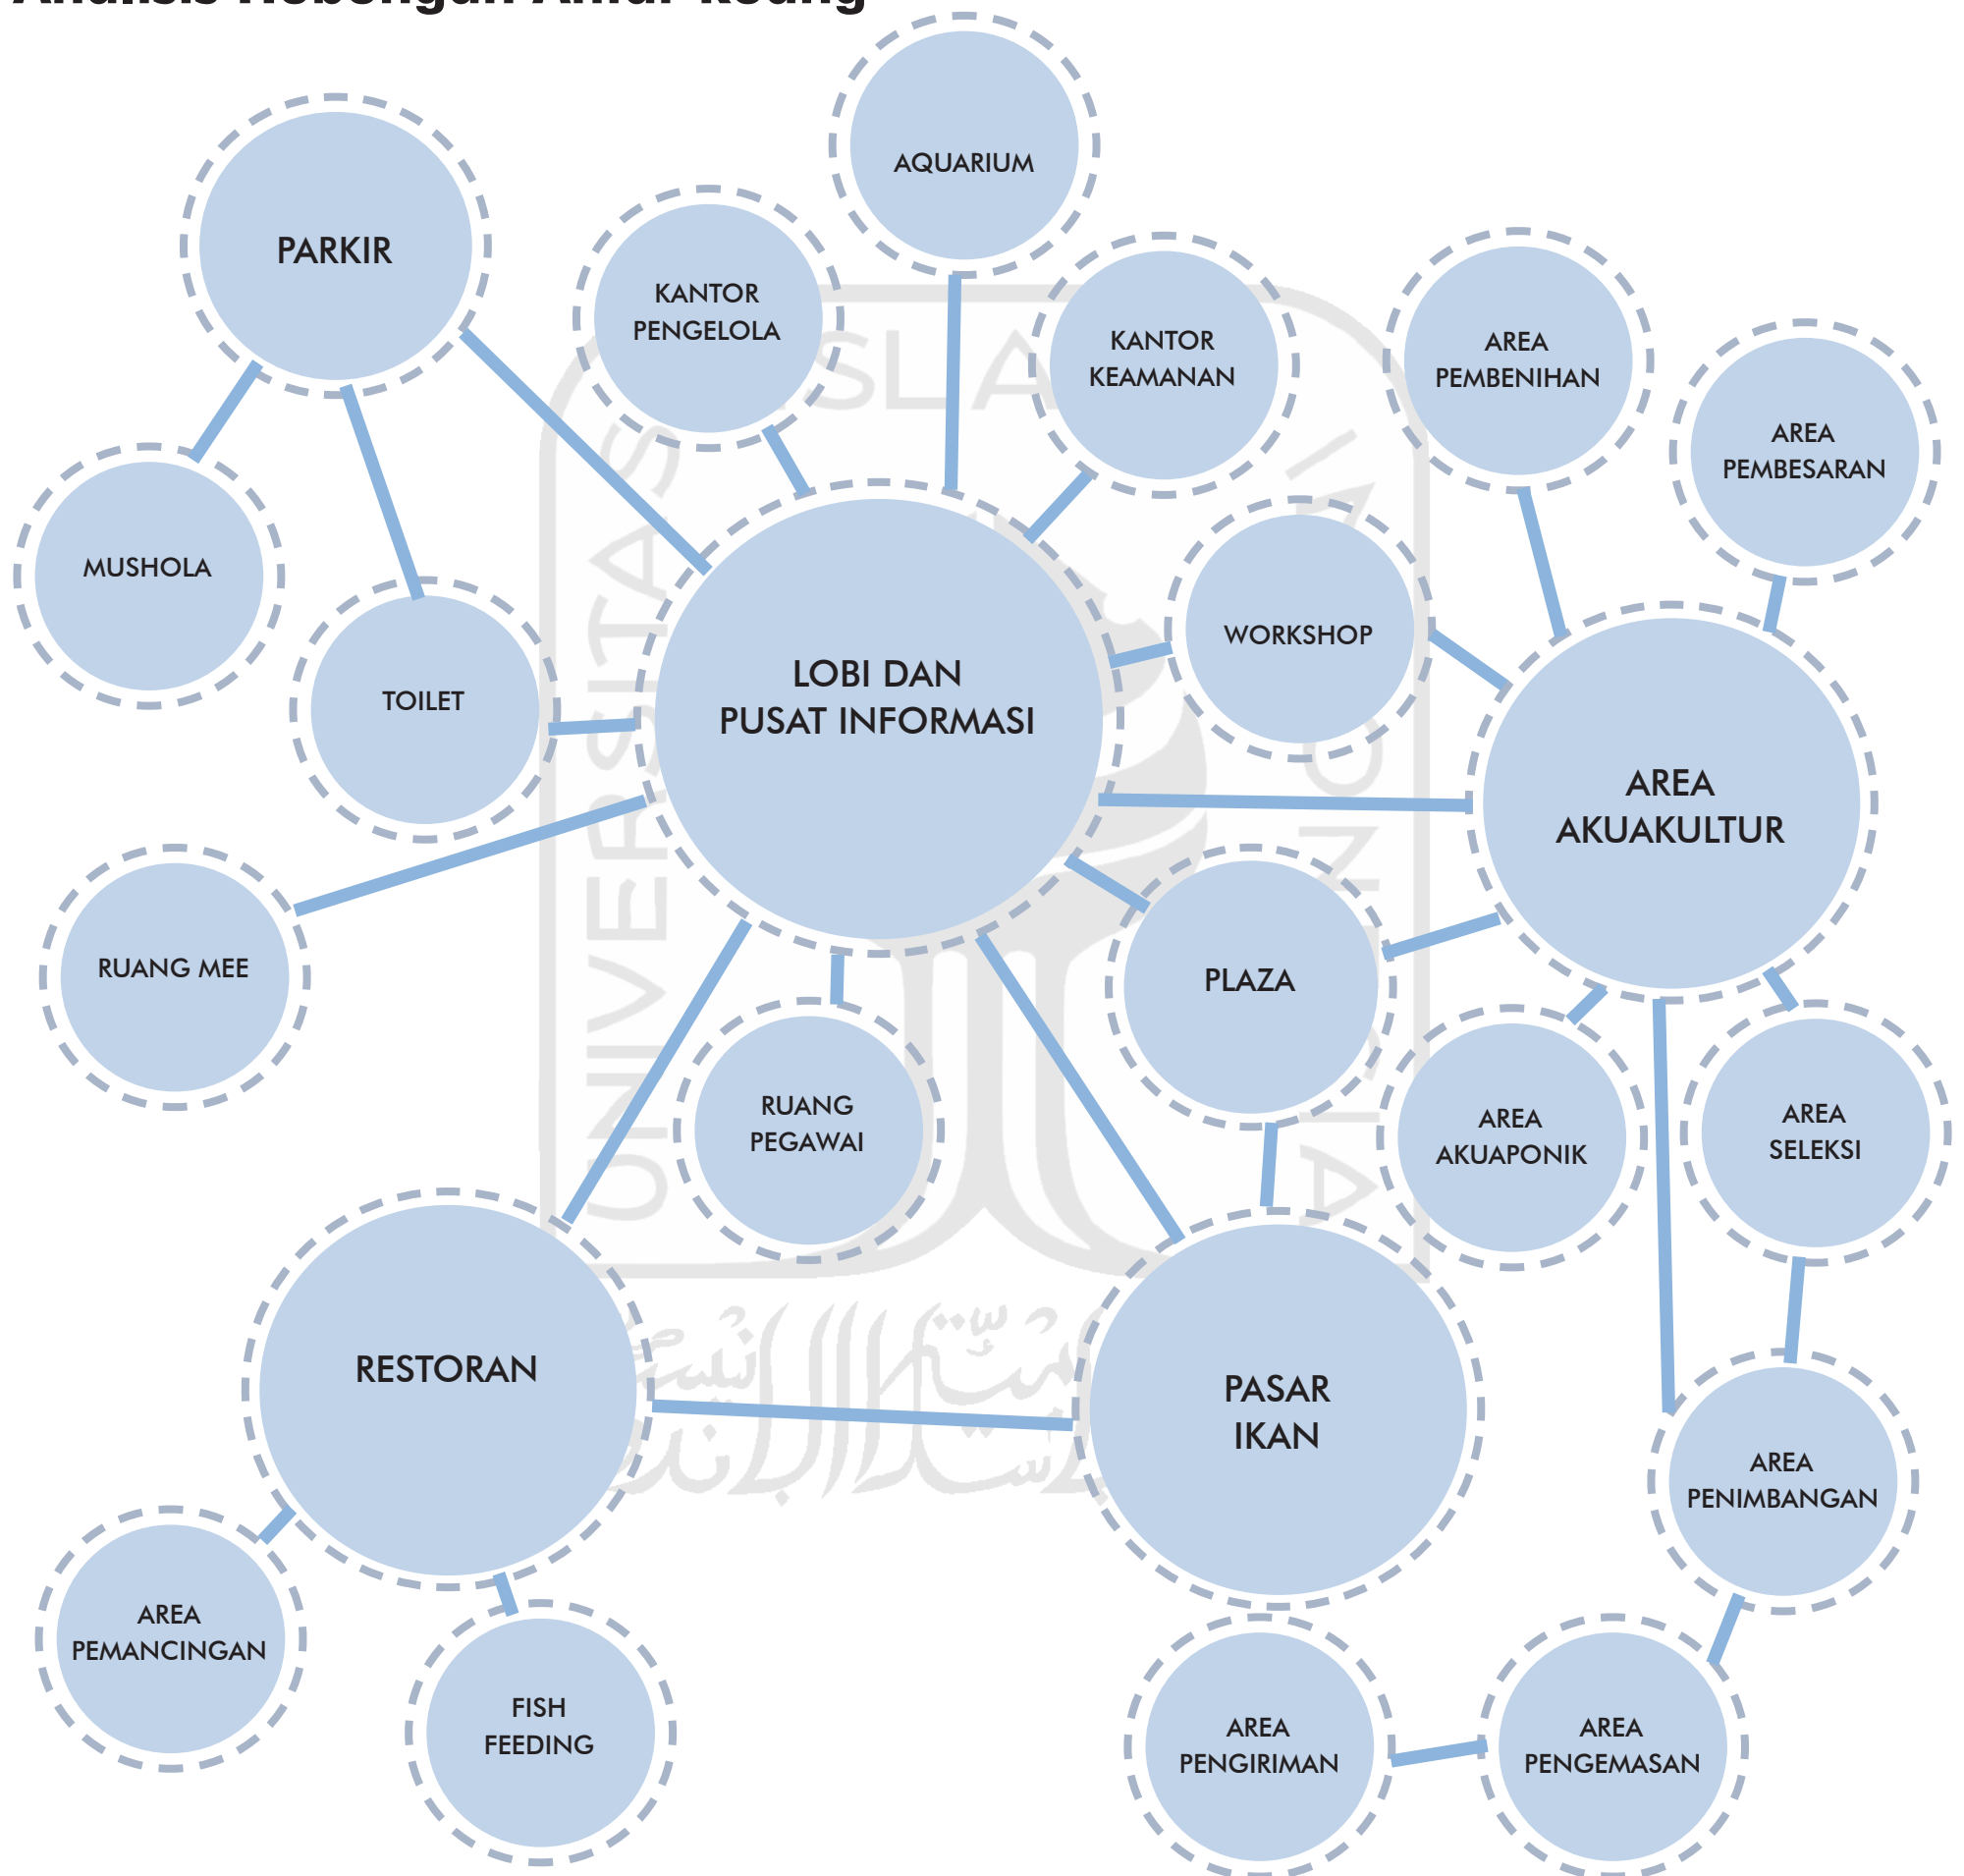 AQUARIUM
PARKIR
KANTOR
PENGELOLA
KANTOR
KEAMANAN
AREA
PEMBENIHAN
AREA
PEMBESARAN
MUSHOLA
TOILET
WORKSHOP
LOBI DAN
PUSAT INFORMASI
AREA
AKUAKULTUR
RUANG MEE
PLAZA
RUANG
PEGAWAI
AREA
AKUAPONIK
AREA
SELEKSI
RESTORAN
PASAR
IKAN
AREA
PENIMBANGAN
AREA
PEMANCINGAN
FISH
FEEDING
AREA
PENGIRIMAN
AREA
PENGEMASAN
UNIVERSITAS